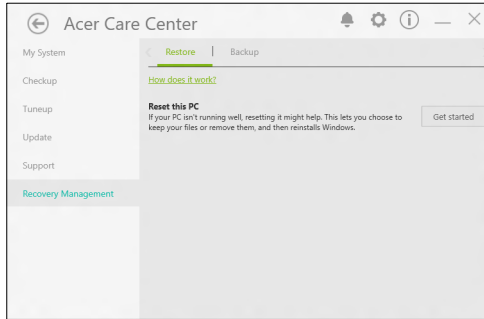 Acer Care Center
My System
Checkup
Tuneup
Update
Support
Recovery Management
Restore | Backup
How does it work?
Reset this PC
If your PC isn't running well, resetting it might help. This lets you choose to
keep your files or remove them, and then reinstalls Windows.
Get started